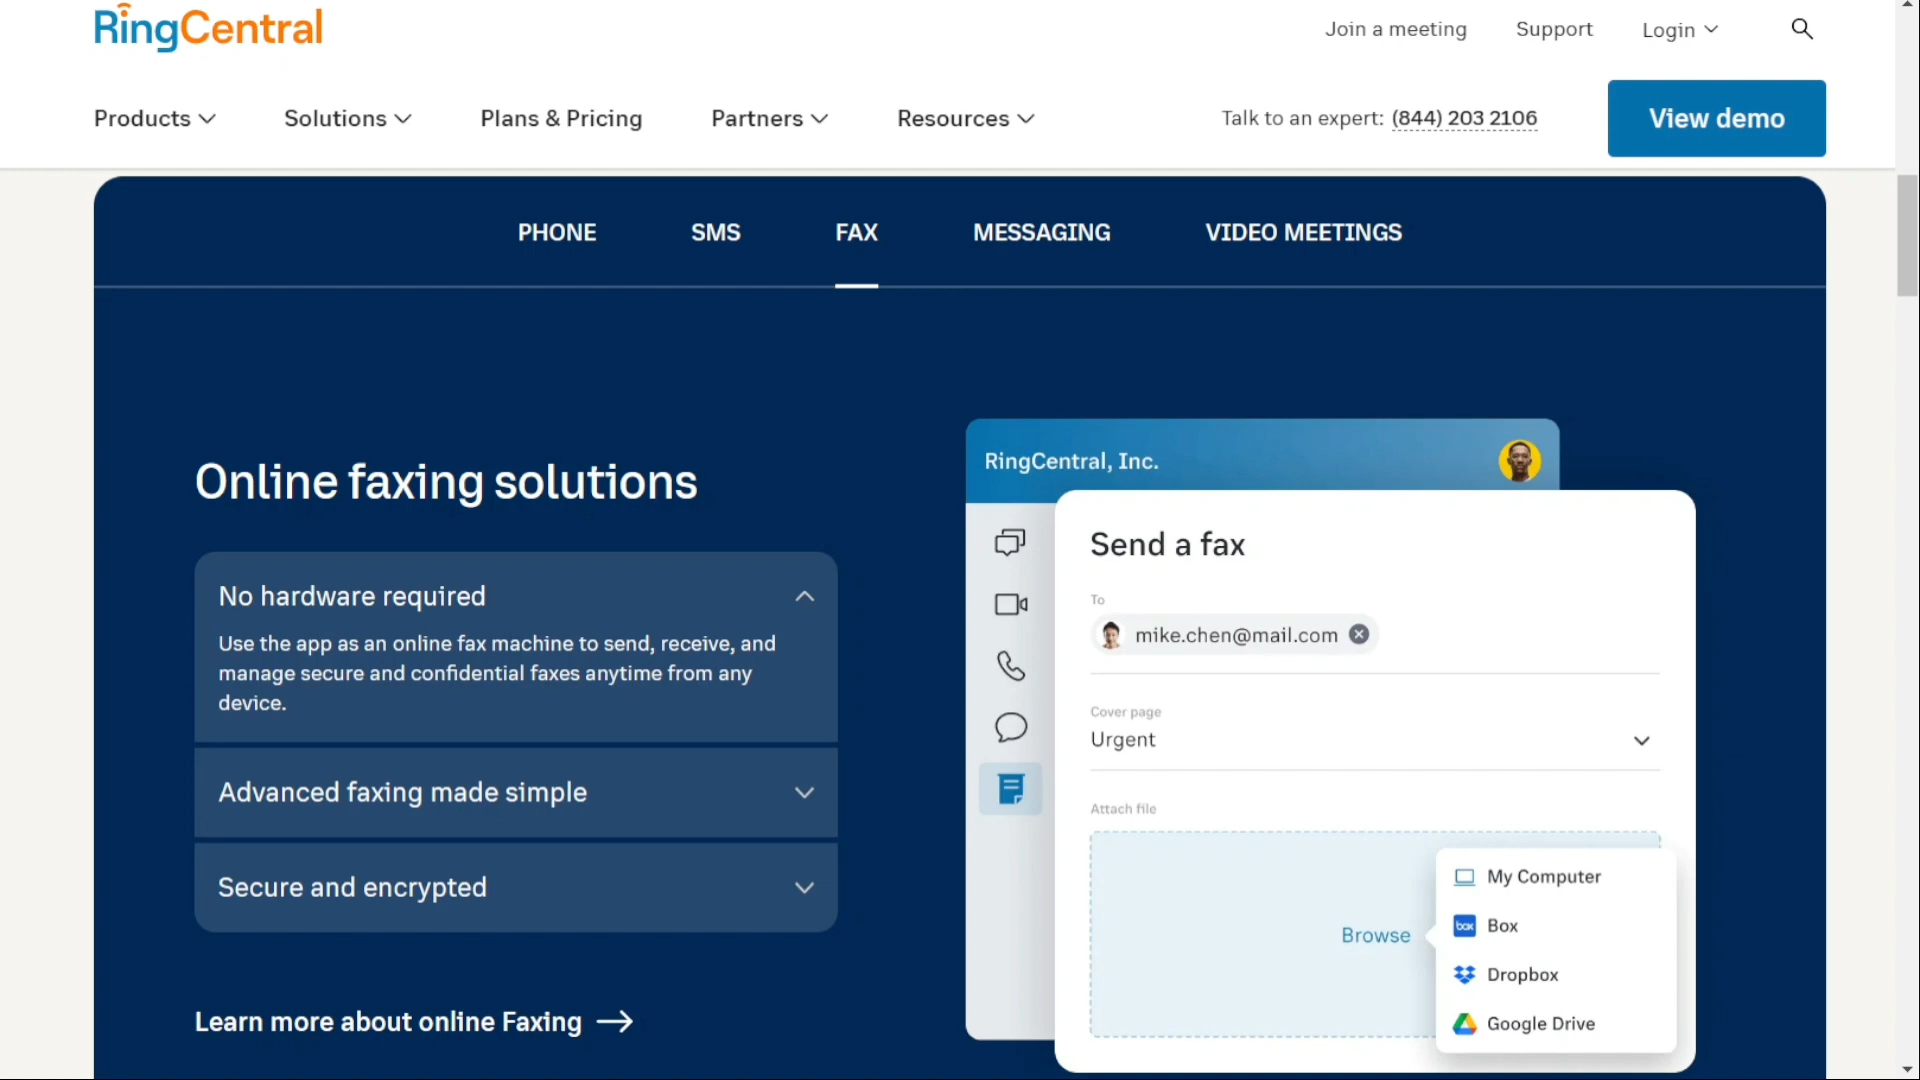 RingCentral
Join a meeting
Support
Login
Products
Solutions
Plans & Pricing
Partners
Resources
Talk to an expert: (844) 203 2106
View demo
PHONE
SMS
FAX
MESSAGING
VIDEO MEETINGS
Online faxing solutions
No hardware required
Use the app as an online fax machine to send, receive, and
manage secure and confidential faxes anytime from any
device.
Advanced faxing made simple
Secure and encrypted
Learn more about online Faxing
RingCentral, Inc.
Send a fax
To
mike.chen@mail.com
Cover page
Urgent
Attach file
Browse
My Computer
box
Box
Dropbox
Google Drive